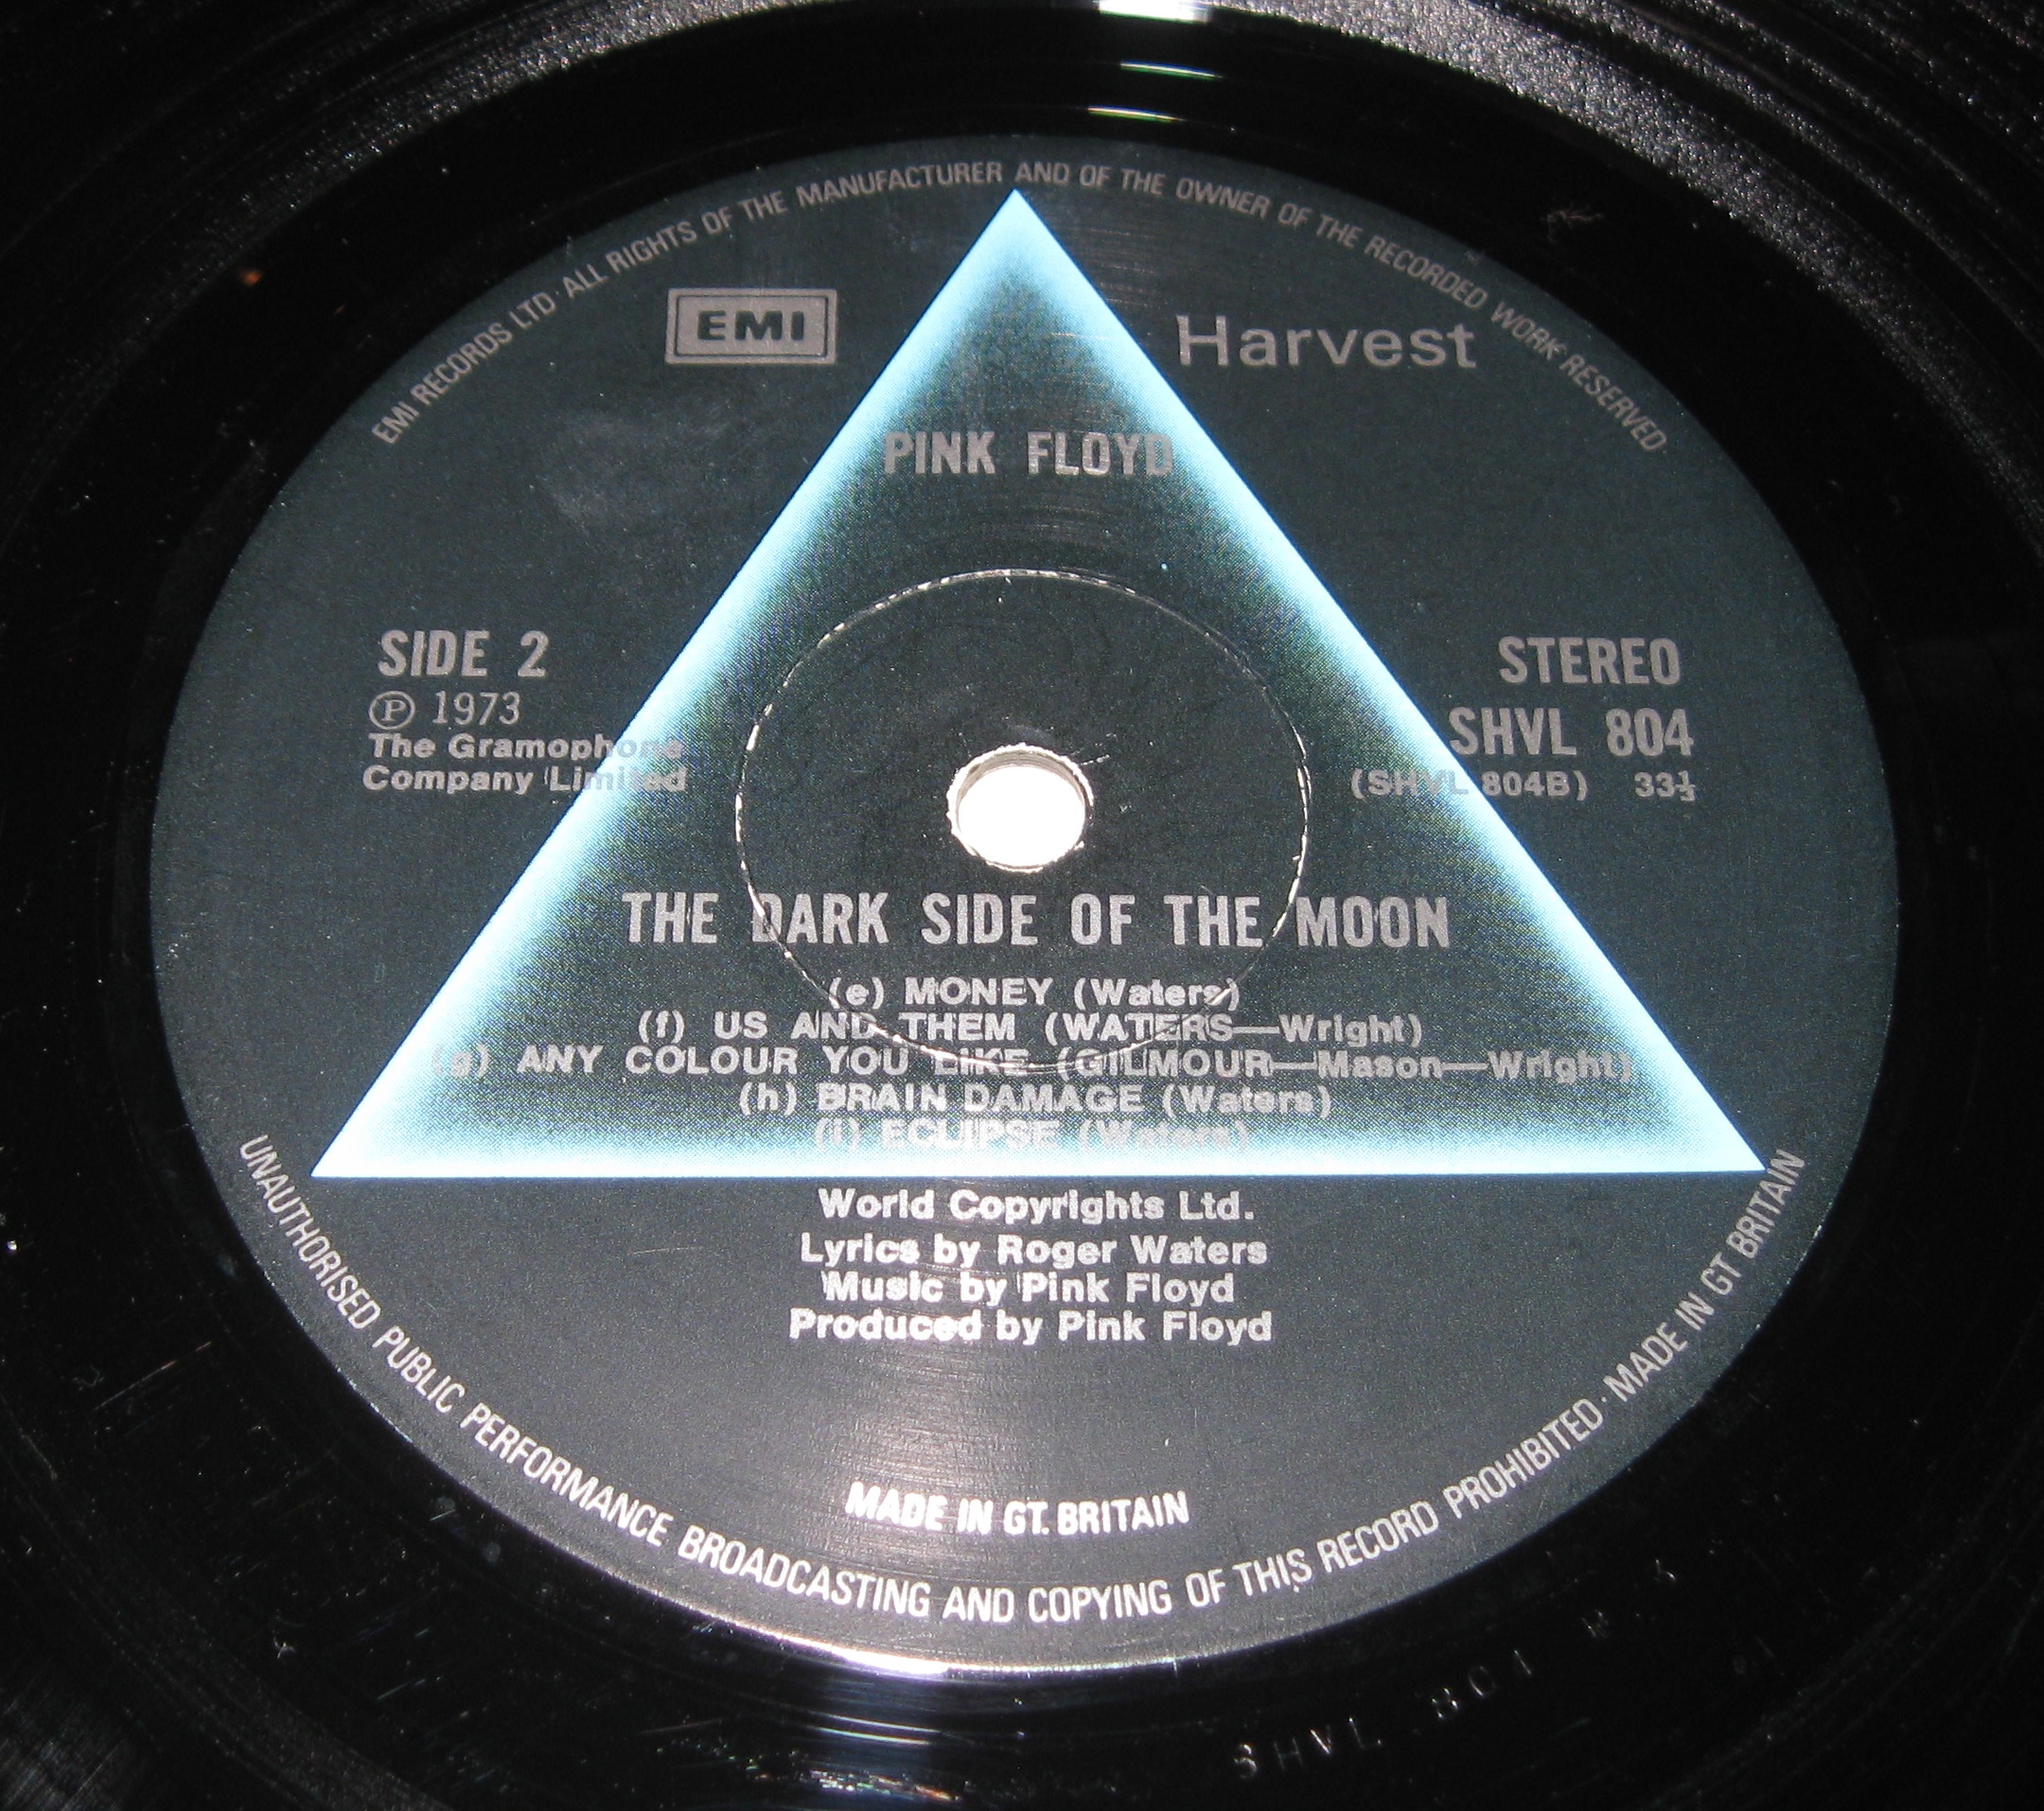 EMI RECORDS LTD · ALL RIGHTS OF THE MANUFACTURER AND OF THE OWNER OF THE RECORDED WORK RESERVED
EMI
Harvest
PINK FLOYD
SIDE 2
Ⓟ 1973
The Gramophone
Company Limited
STEREO
SHVL 804
(SHVL 804B) 33⅓
THE DARK SIDE OF THE MOON
(e) MONEY (Waters)
(f) US AND THEM (WATERS—Wright)
(g) ANY COLOUR YOU LIKE (GILMOUR—Mason—Wright)
(h) BRAIN DAMAGE (Waters)
(i) ECLIPSE (Waters)
World Copyrights Ltd.
Lyrics by Roger Waters
Music by Pink Floyd
Produced by Pink Floyd
MADE IN GT. BRITAIN
UNAUTHORISED PUBLIC PERFORMANCE BROADCASTING AND COPYING OF THIS RECORD PROHIBITED · MADE IN GT BRITAIN
SHVL 804